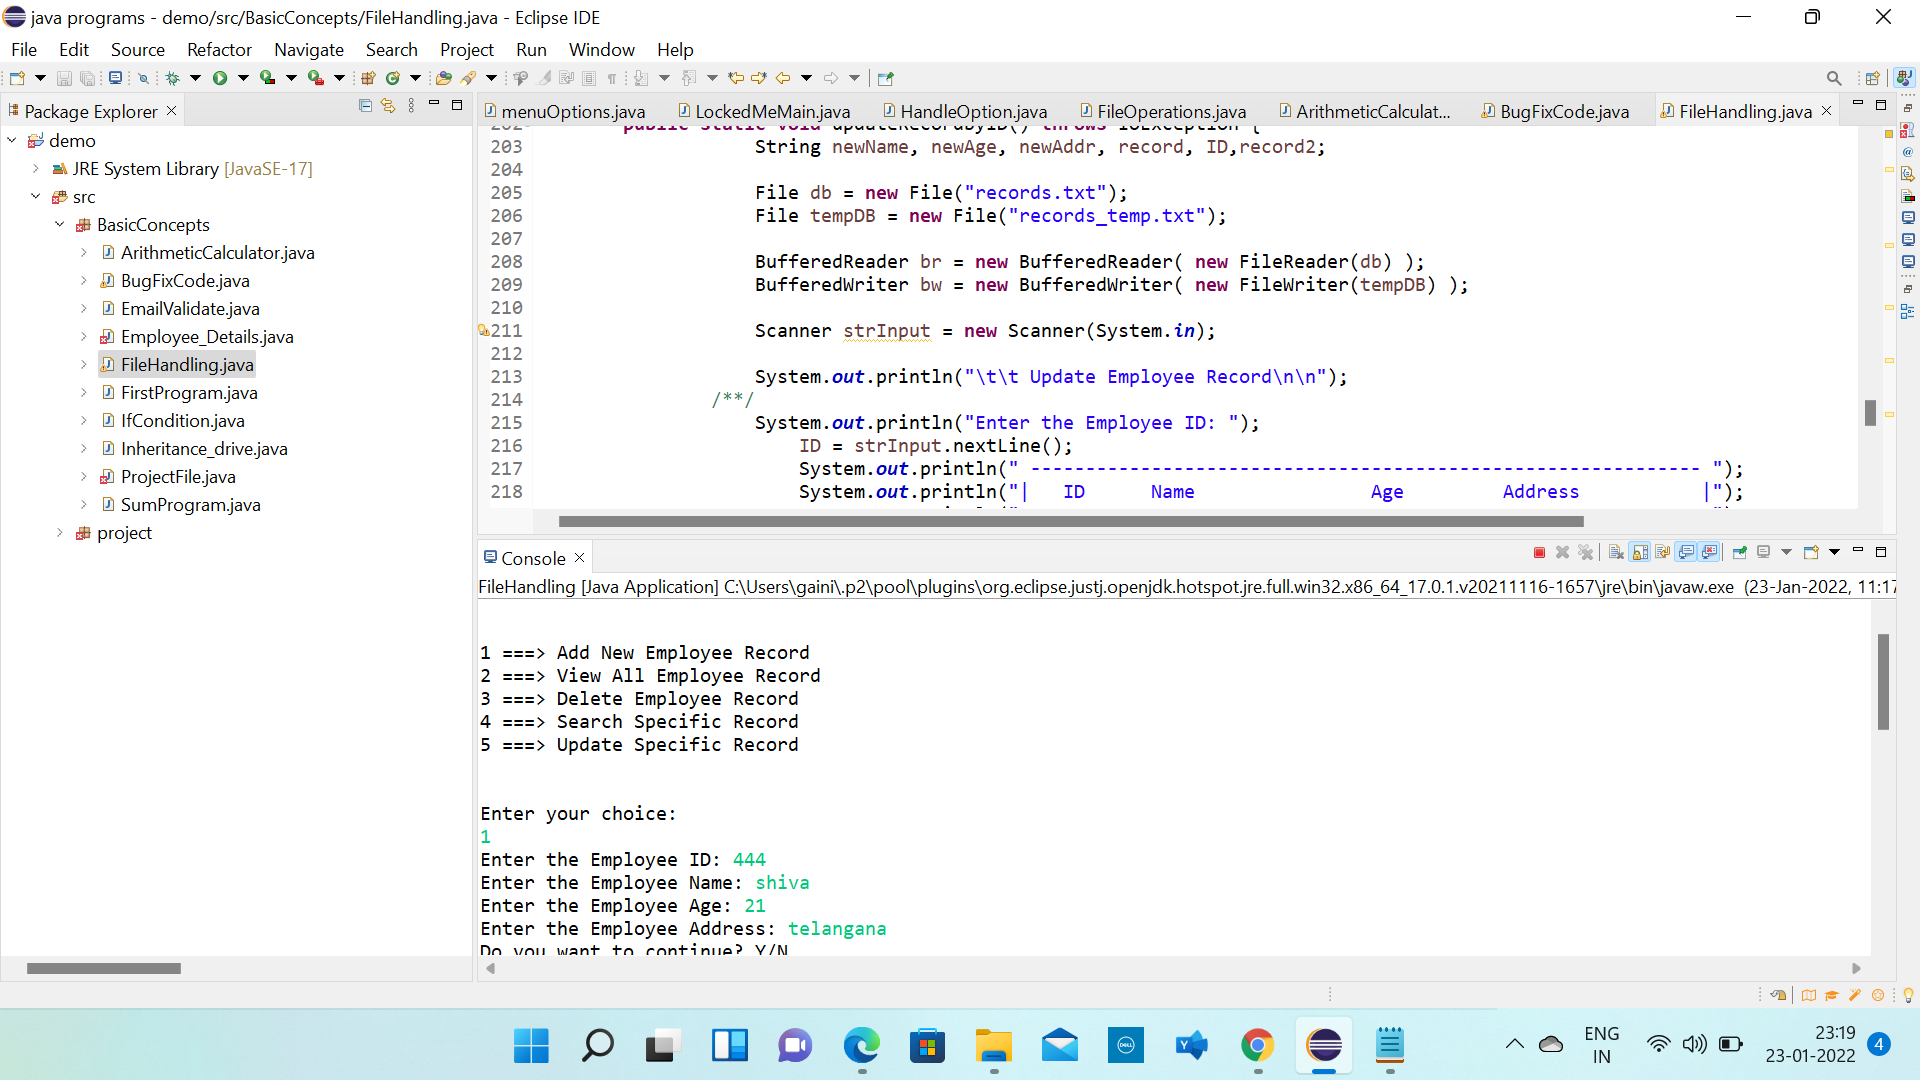 java programs - demo/src/BasicConcepts/FileHandling.java - Eclipse IDE
File Edit Source Refactor Navigate Search Project Run Window Help
Package Explorer
demo
JRE System Library [JavaSE-17]
src
BasicConcepts
ArithmeticCalculator.java
BugFixCode.java
EmailValidate.java
Employee_Details.java
FileHandling.java
FirstProgram.java
IfCondition.java
Inheritance_drive.java
ProjectFile.java
SumProgram.java
project
menuOptions.java LockedMeMain.java HandleOption.java FileOperations.java ArithmeticCalculat... BugFixCode.java FileHandling.java
202 public static void updateRecordbyID() throws IOException {
203 String newName, newAge, newAddr, record, ID,record2;
204
205 File db = new File("records.txt");
206 File tempDB = new File("records_temp.txt");
207
208 BufferedReader br = new BufferedReader( new FileReader(db) );
209 BufferedWriter bw = new BufferedWriter( new FileWriter(tempDB) );
210
211 Scanner strInput = new Scanner(System.in);
212
213 System.out.println("\t\t Update Employee Record\n\n");
214 /**/
215 System.out.println("Enter the Employee ID: ");
216 ID = strInput.nextLine();
217 System.out.println(" ------------------------------------------------------------- ");
218 System.out.println("| ID Name Age Address |");
Console
FileHandling [Java Application] C:\Users\gaini\.p2\pool\plugins\org.eclipse.justj.openjdk.hotspot.jre.full.win32.x86_64_17.0.1.v20211116-1657\jre\bin\javaw.exe (23-Jan-2022, 11:17
1 ===> Add New Employee Record
2 ===> View All Employee Record
3 ===> Delete Employee Record
4 ===> Search Specific Record
5 ===> Update Specific Record
Enter your choice:
1
Enter the Employee ID: 444
Enter the Employee Name: shiva
Enter the Employee Age: 21
Enter the Employee Address: telangana
Do you want to continue? Y/N
DELL
ENG
IN
23:19
23-01-2022
4